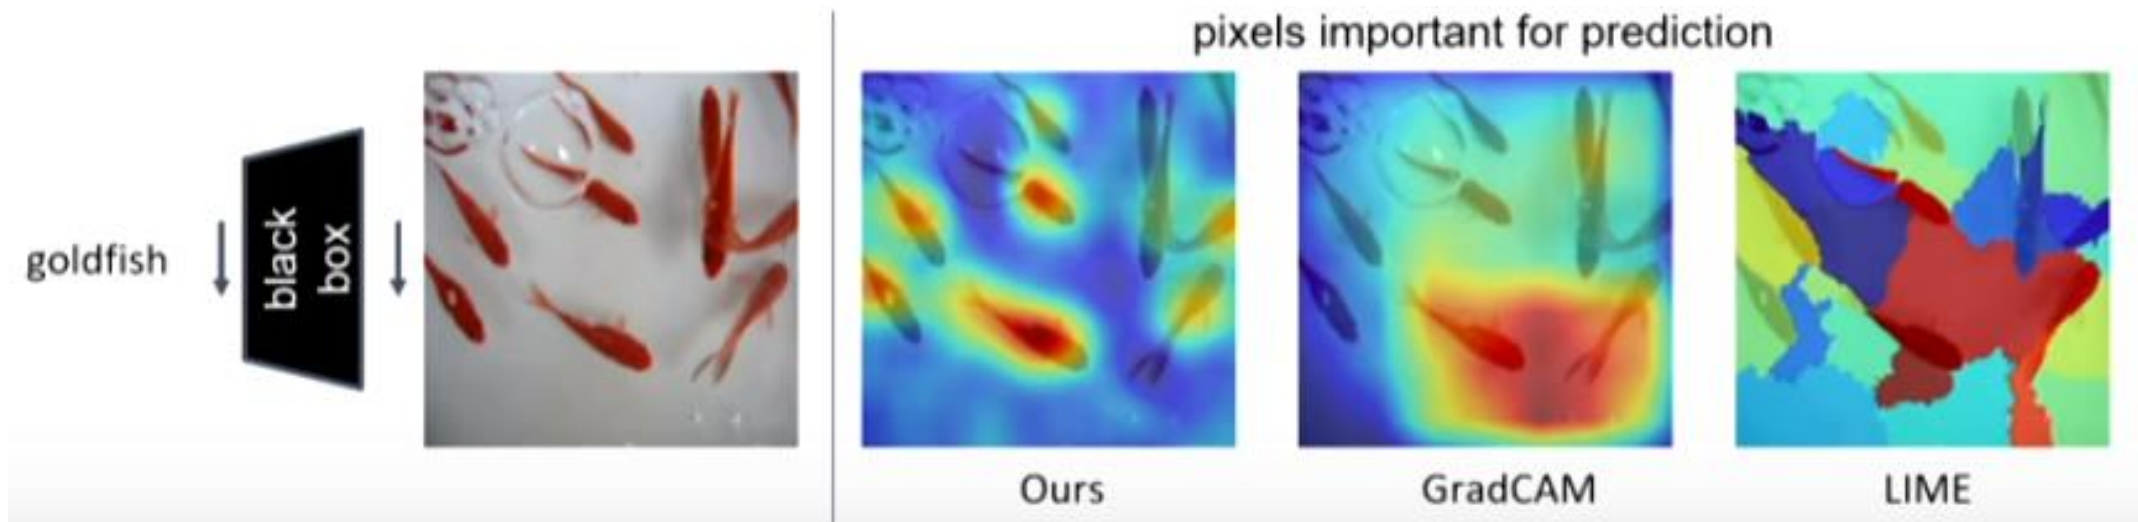 pixels important for prediction
goldfish
black
box
Ours
GradCAM
LIME